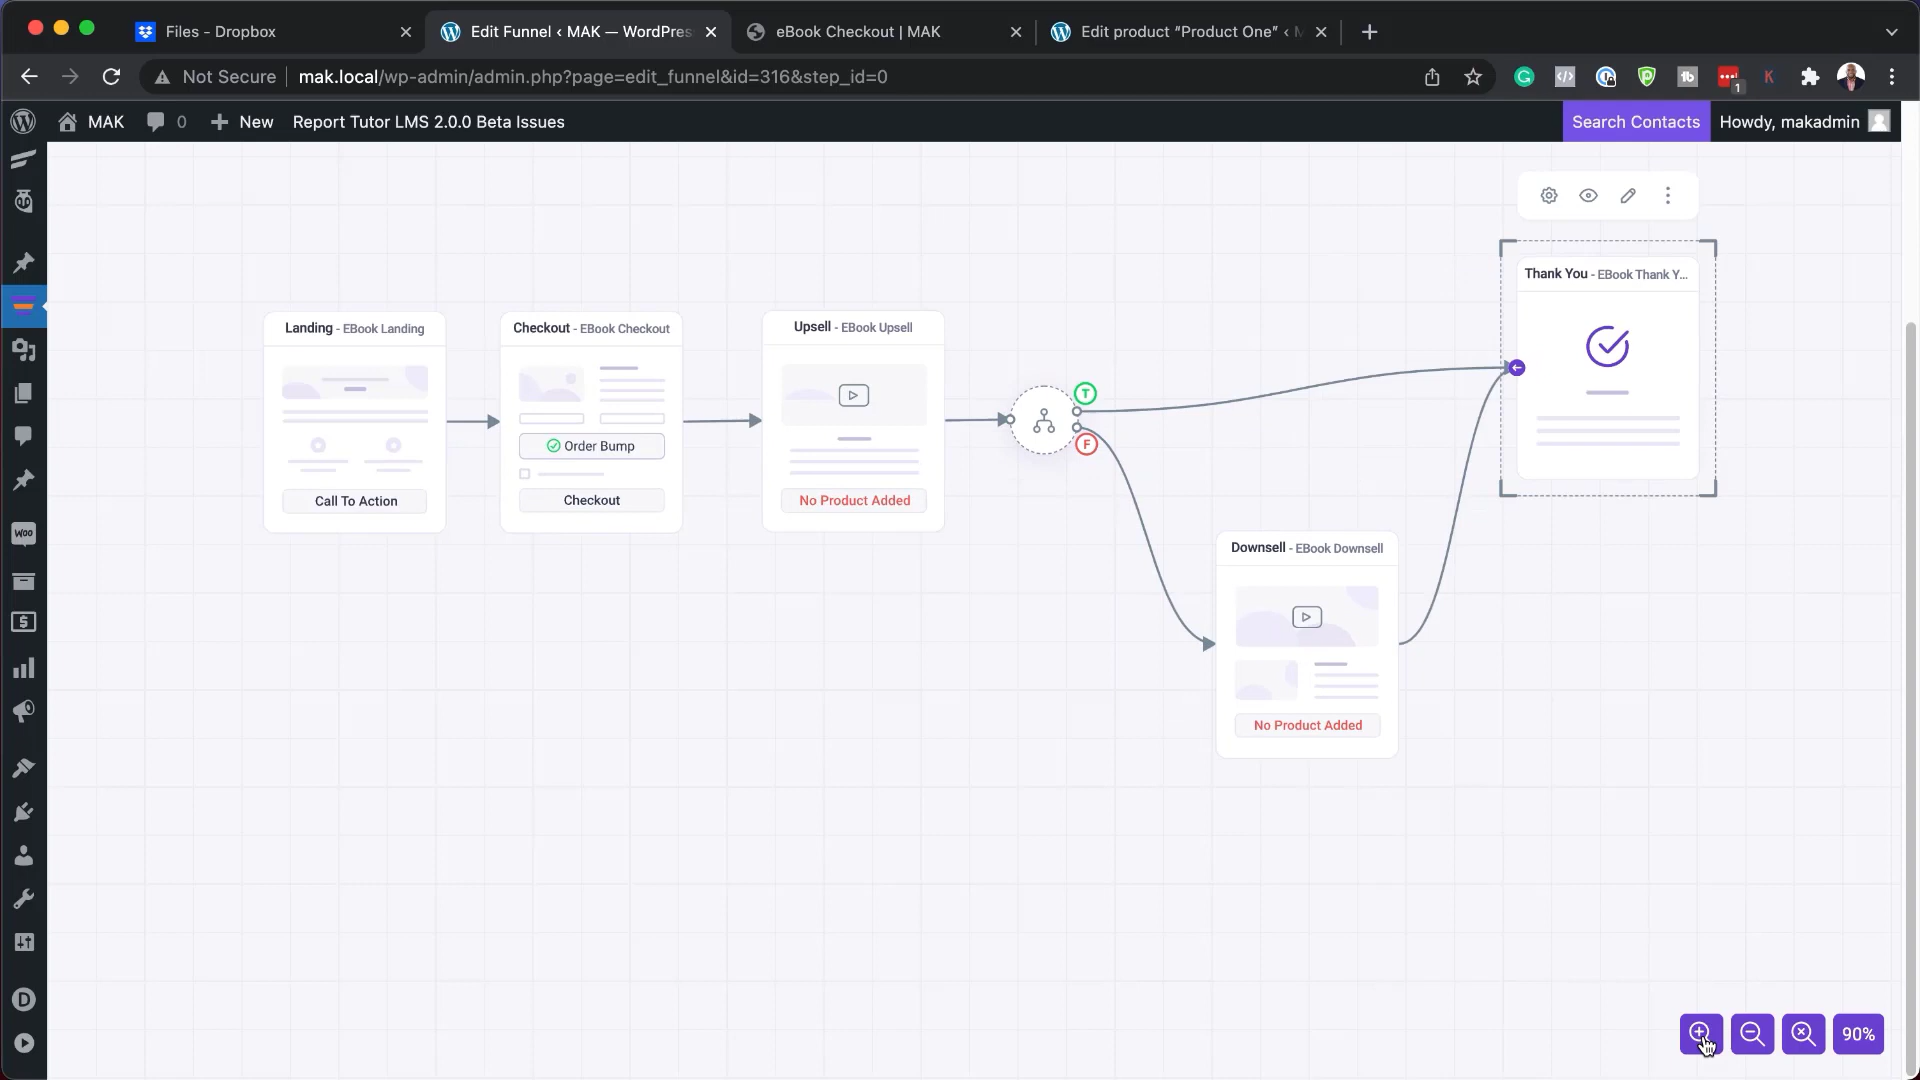 Files - Dropbox
Edit Funnel ‹ MAK — WordPres
eBook Checkout | MAK
Edit product “Product One” ‹ M
Not Secure
mak.local/wp-admin/admin.php?page=edit_funnel&id=316&step_id=0
1
MAK
0
New
Report Tutor LMS 2.0.0 Beta Issues
Search Contacts
Howdy, makadmin
Thank You - EBook Thank Y...
Landing - EBook Landing
Checkout - EBook Checkout
Upsell - EBook Upsell
T
F
Order Bump
Call To Action
Checkout
No Product Added
Downsell - EBook Downsell
No Product Added
90%